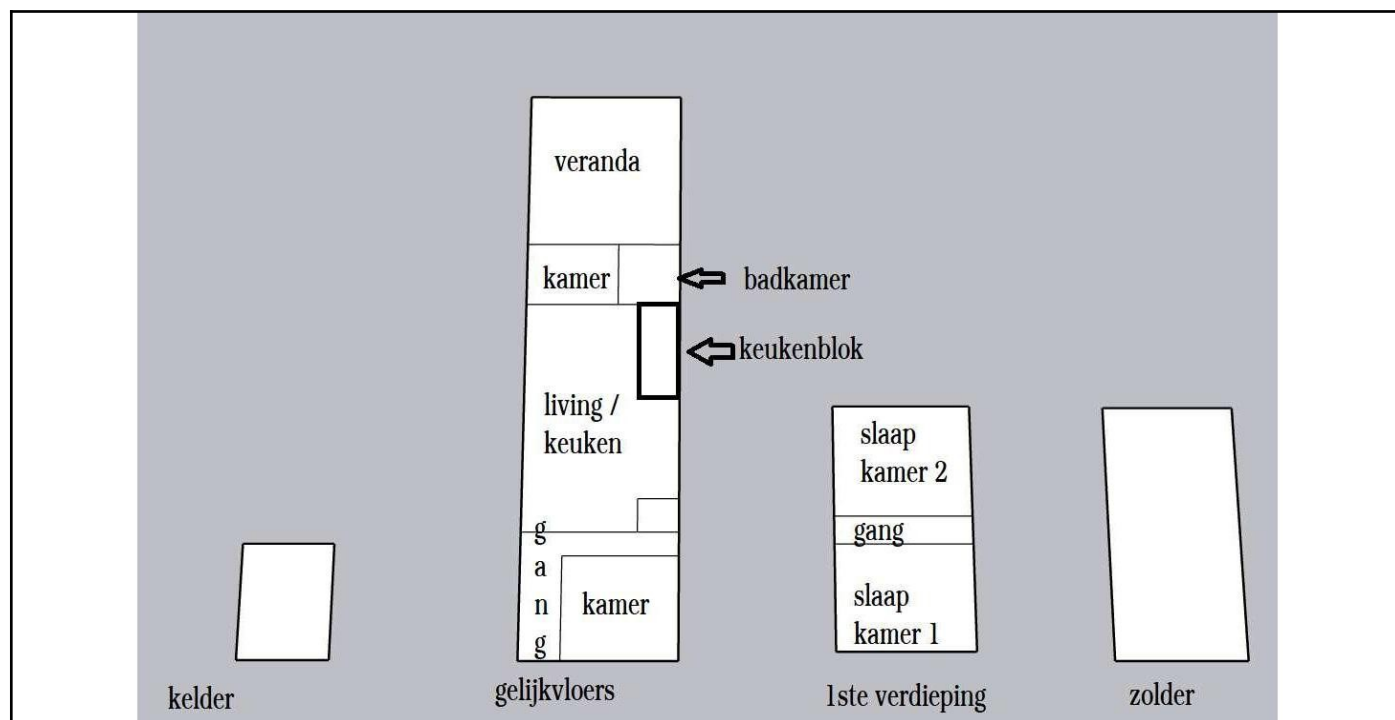 veranda
kamer
badkamer
keukenblok
living /
keuken
g
a
n
g
kamer
slaap
kamer 2
gang
slaap
kamer 1
kelder
gelijkvloers
1ste verdieping
zolder